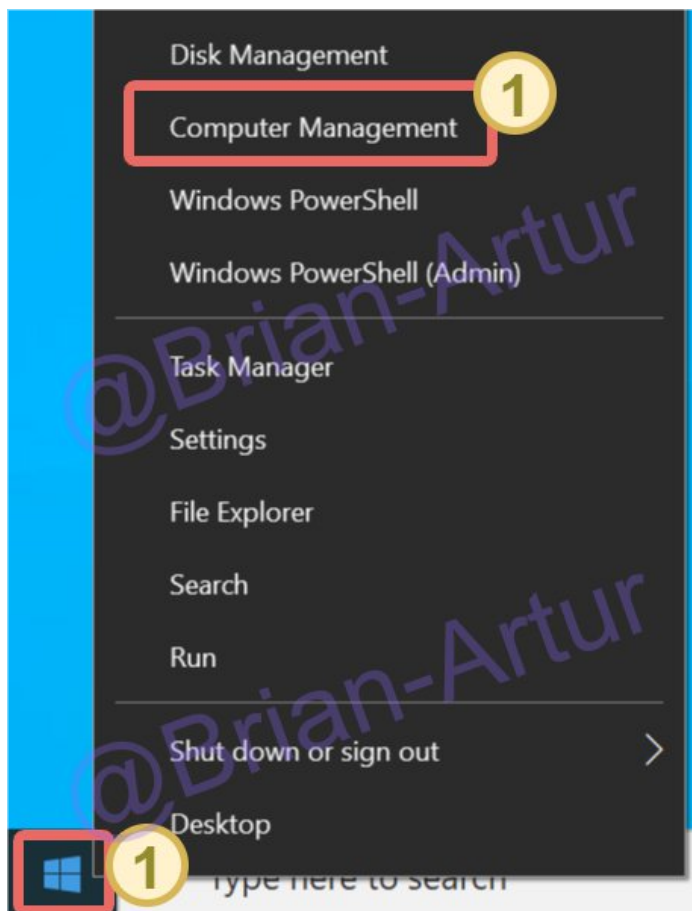 Disk Management
1
Computer Management
Windows PowerShell
Windows PowerShell (Admin)
@Brian-Artur
Task Manager
Settings
File Explorer
Search
Run
@Brian-Artur
Shut down or sign out
Desktop
1
Type here to search